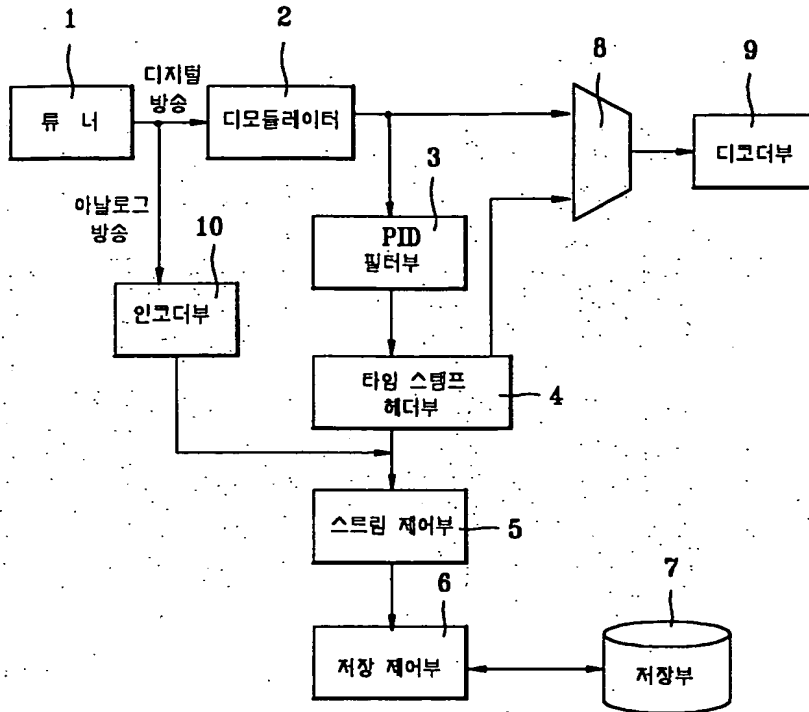 1
2
8
9
튜 너
디지털
방송
디모듈레이터
디코더부
3
아날로그
방송
10
PID
필터부
인코더부
타임 스탬프
헤더부
4
스트림 제어부
5
6
7
저장 제어부
저장부